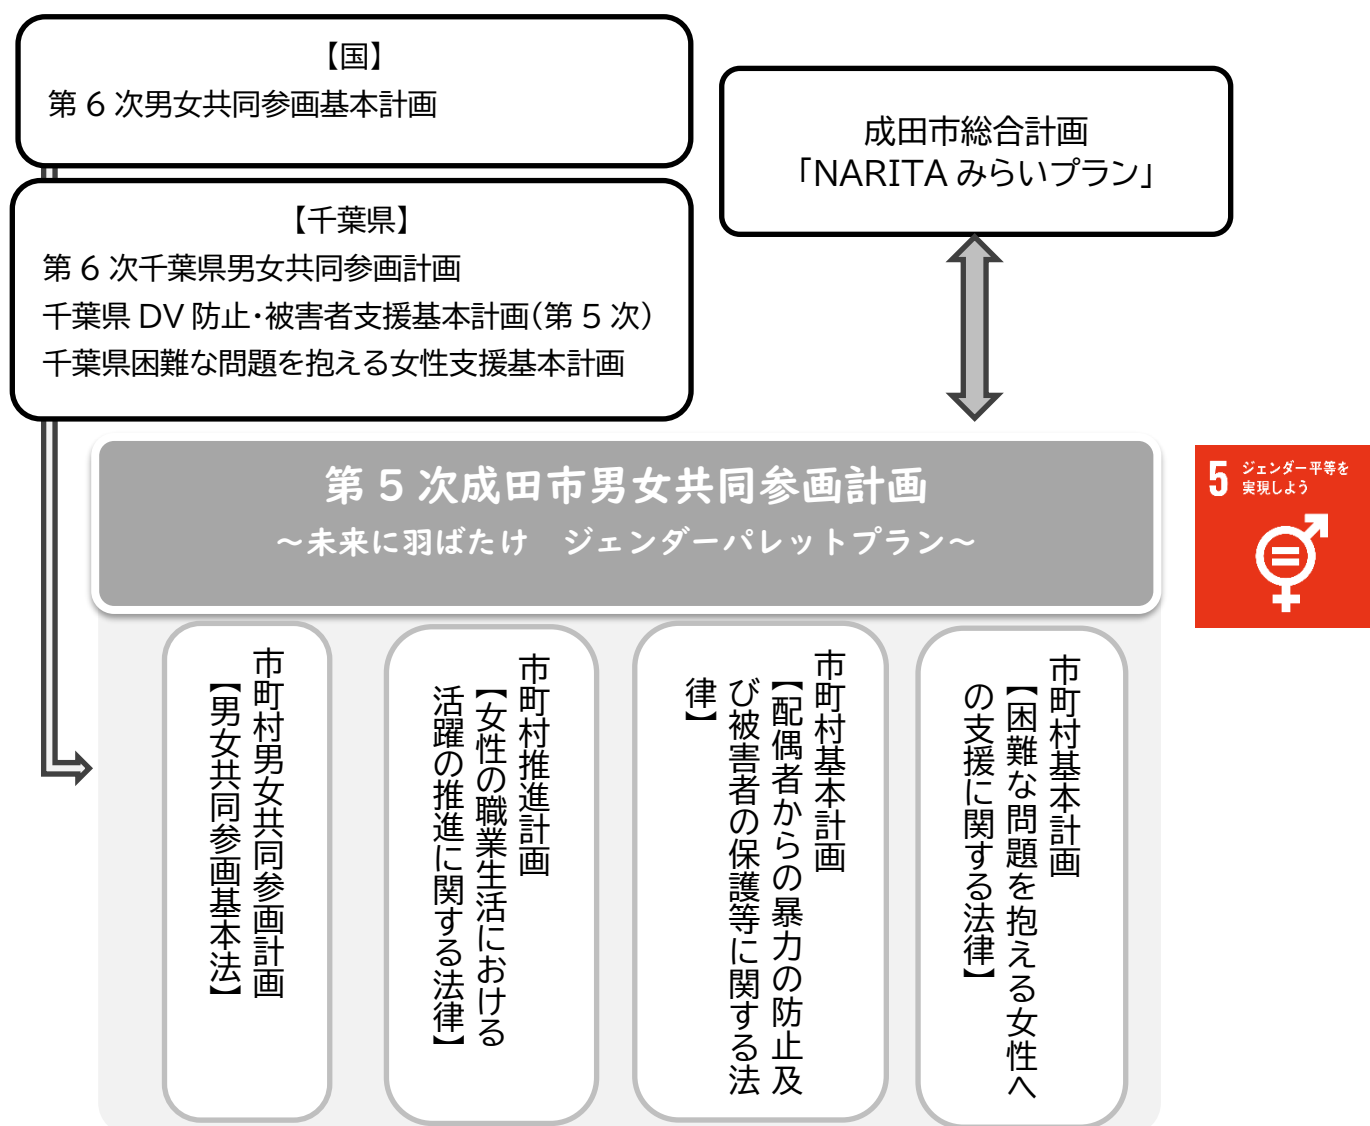 【国】
第6次男女共同参画基本計画
成田市総合計画
「NARITAみらいプラン」
【千葉県】
第6次千葉県男女共同参画計画
千葉県DV防止・被害者支援基本計画(第5次)
千葉県困難な問題を抱える女性支援基本計画
第5次成田市男女共同参画計画
～未来に羽ばたけ　ジェンダーパレットプラン～
5 ジェンダー平等を
実現しよう
市町村男女共同参画計画
【男女共同参画基本法】
市町村推進計画
【女性の職業生活における
活躍の推進に関する法律】
市町村基本計画
【配偶者からの暴力の防止及
び被害者の保護等に関する法
律】
市町村基本計画
【困難な問題を抱える女性へ
の支援に関する法律】